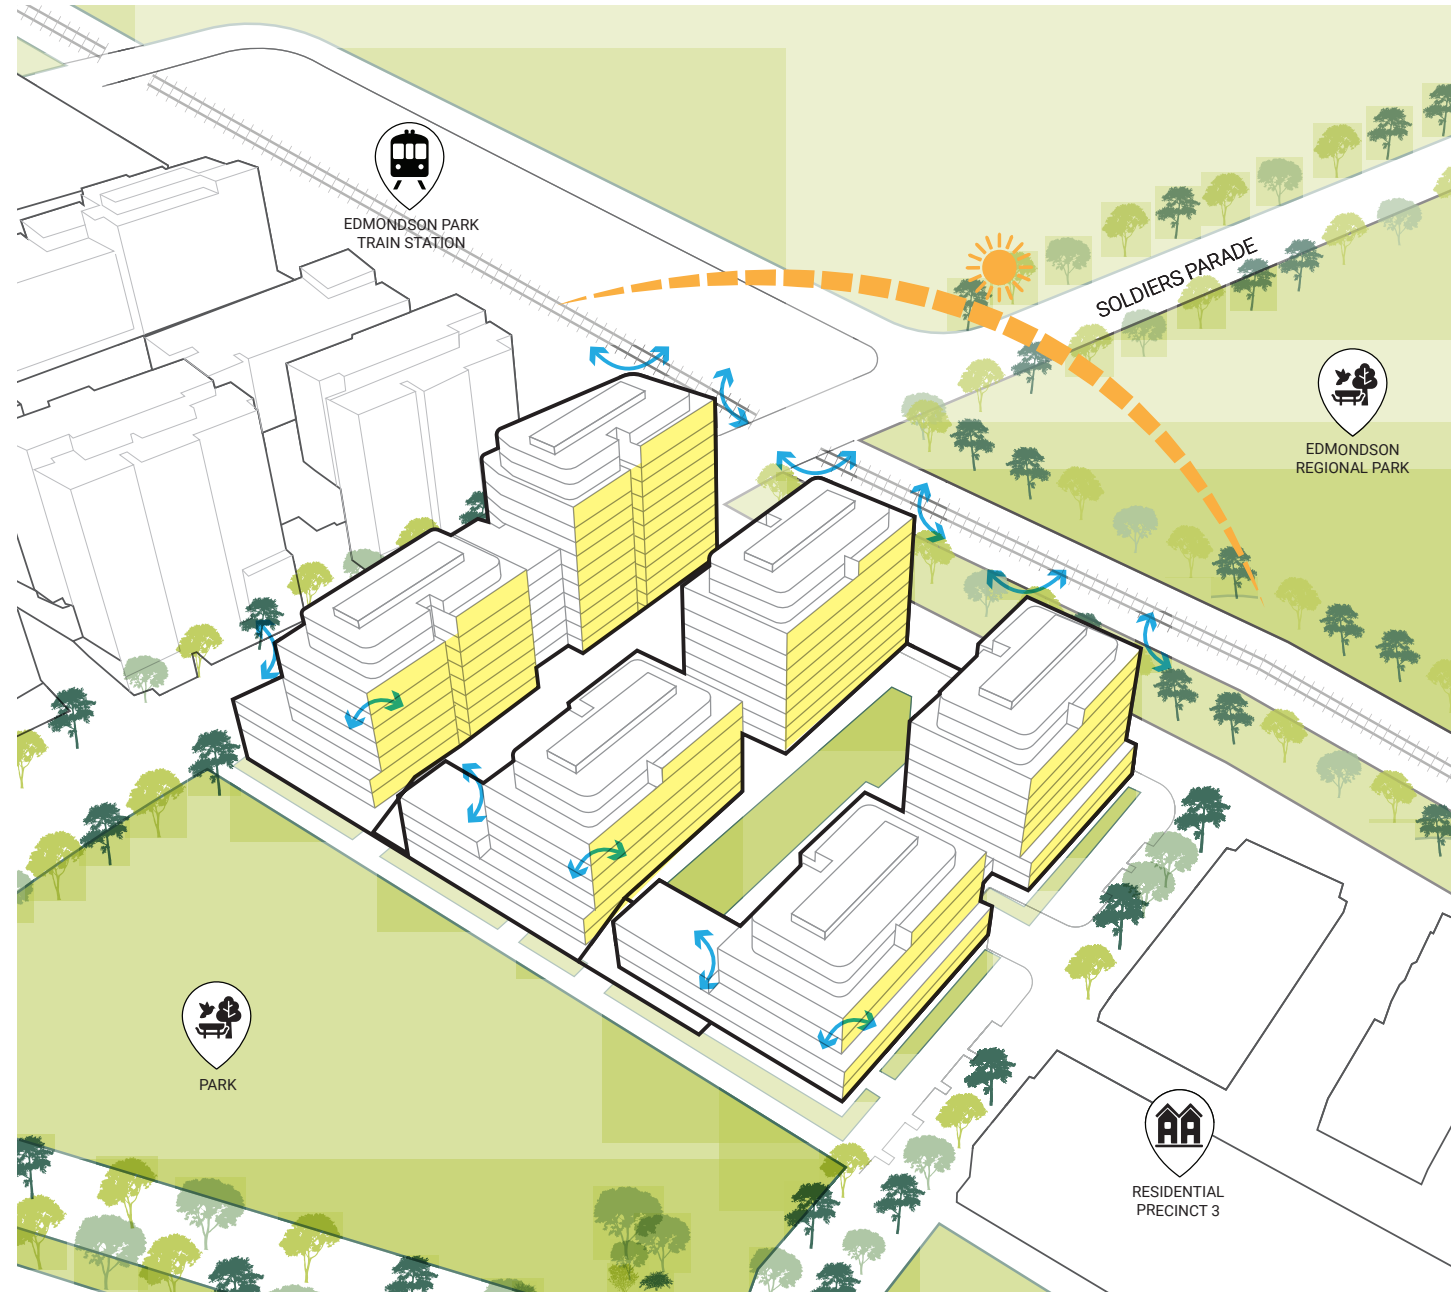 EDMONDSON PARK
TRAIN STATION
SOLDIERS PARADE
EDMONDSON
REGIONAL PARK
PARK
RESIDENTIAL
PRECINCT 3